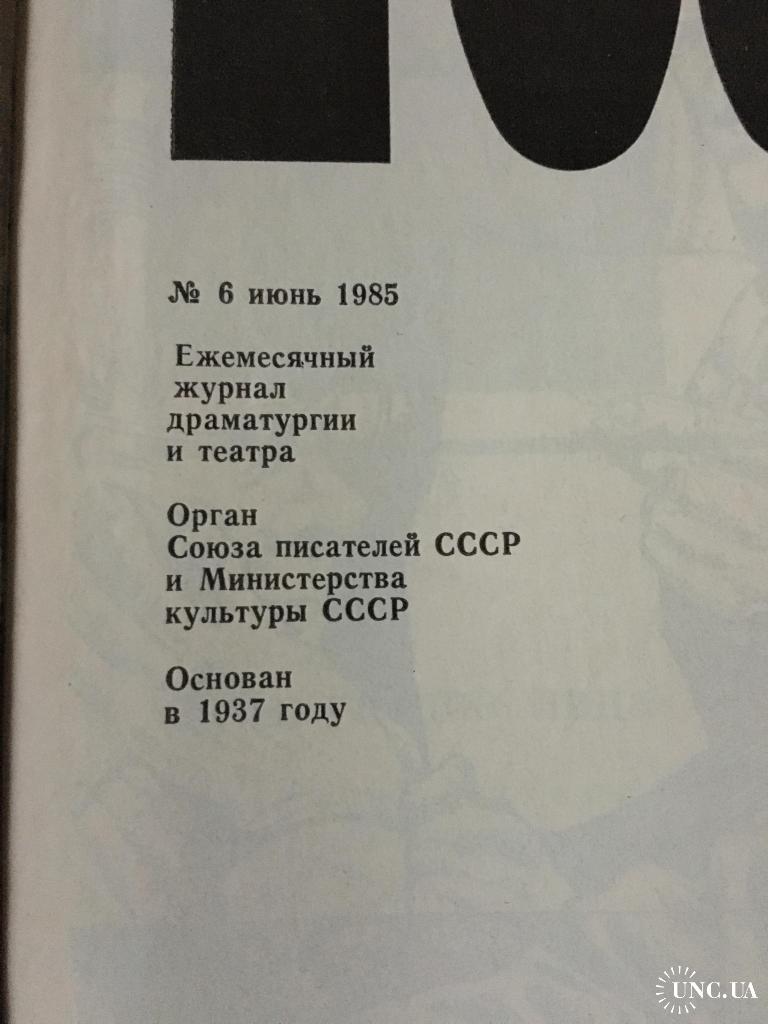 № 6 июнь 1985
Ежемесячный
журнал
драматургии
и театра
Орган
Союза писателей СССР
и Министерства
культуры СССР
Основан
в 1937 году
UNC.UA